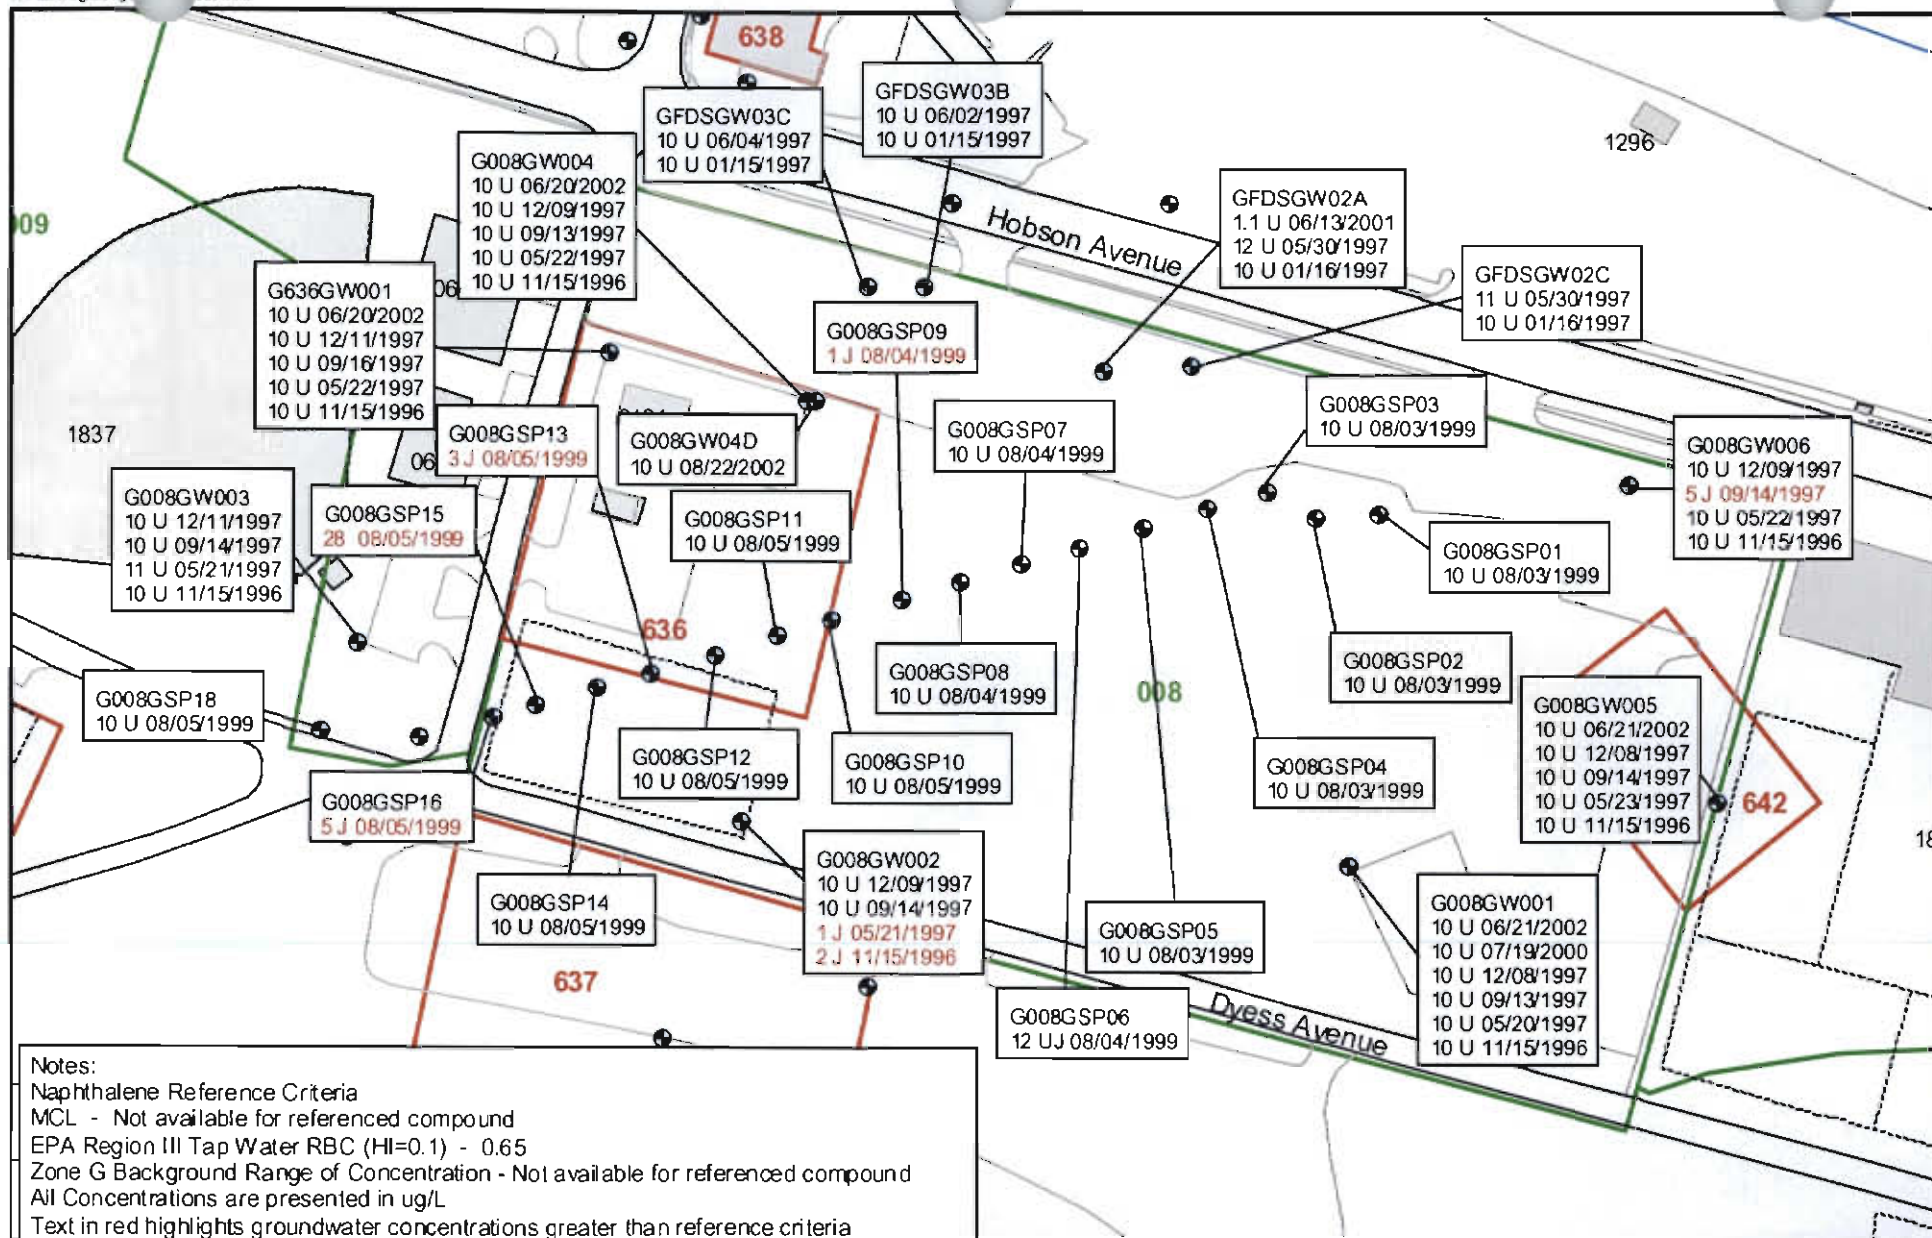 638
GFDSGW03B
10 U 06/02/1997
10 U 01/15/1997
GFDSGW03C
10 U 06/04/1997
10 U 01/15/1997
1296
G008GW004
10 U 06/20/2002
10 U 12/09/1997
10 U 09/13/1997
10 U 05/22/1997
10 U 11/15/1996
GFDSGW02A
1.1 U 06/13/2001
12 U 05/30/1997
10 U 01/16/1997
Hobson Avenue
009
G636GW001
10 U 06/20/2002
10 U 12/11/1997
10 U 09/16/1997
10 U 05/22/1997
10 U 11/15/1996
06
GFDSGW02C
11 U 05/30/1997
10 U 01/16/1997
G008GSP09
1 J 08/04/1999
1837
G008GSP13
3 J 08/05/1999
06
G008GW04D
10 U 08/22/2002
G008GSP07
10 U 08/04/1999
G008GSP03
10 U 08/03/1999
G008GW006
10 U 12/09/1997
5 J 09/14/1997
10 U 05/22/1997
10 U 11/15/1996
G008GW003
10 U 12/11/1997
10 U 09/14/1997
11 U 05/21/1997
10 U 11/15/1996
G008GSP15
28 08/05/1999
G008GSP11
10 U 08/05/1999
G008GSP01
10 U 08/03/1999
636
G008GSP18
10 U 08/05/1999
G008GSP08
10 U 08/04/1999
008
G008GSP02
10 U 08/03/1999
G008GW005
10 U 06/21/2002
10 U 12/08/1997
10 U 09/14/1997
10 U 05/23/1997
10 U 11/15/1996
642
G008GSP12
10 U 08/05/1999
G008GSP10
10 U 08/05/1999
G008GSP04
10 U 08/03/1999
G008GSP16
5 J 08/05/1999
18
G008GW002
10 U 12/09/1997
10 U 09/14/1997
1 J 05/21/1997
2 J 11/15/1996
G008GSP14
10 U 08/05/1999
G008GSP05
10 U 08/03/1999
G008GW001
10 U 06/21/2002
10 U 07/19/2000
10 U 12/08/1997
10 U 09/13/1997
10 U 05/20/1997
10 U 11/15/1996
637
G008GSP06
12 UJ 08/04/1999
Dyess Avenue
Notes:
Naphthalene Reference Criteria
MCL - Not available for referenced compound
EPA Region III Tap Water RBC (HI=0.1) - 0.65
Zone G Background Range of Concentration - Not available for referenced compound
All Concentrations are presented in ug/L
Text in red highlights groundwater concentrations greater than reference criteria